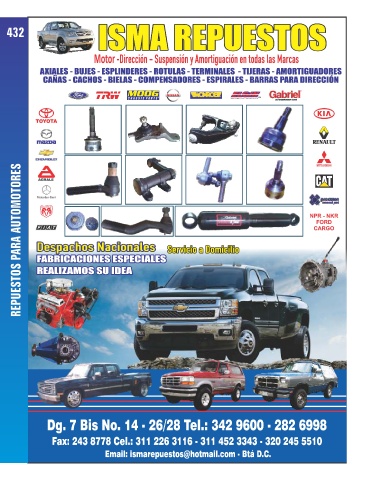 432
REPUESTOS PARA AUTOMOTORES
ISMA REPUESTOS
Motor - Dirección - Suspensión y Amortiguación en todas las Marcas
AXIALES - BUJES - ESPLINDERES - ROTULAS - TERMINALES - TIJERAS - AMORTIGUADORES
CAÑAS - CACHOS - BIELAS - COMPENSADORES - ESPIRALES - BARRAS PARA DIRECCIÓN
Ford TRW MOOG Gabriel
TOYOTA
mazda
CHEVROLET
Mercedes-Benz
KIA
RENAULT
MITSUBISHI
CAT
NPR - NKR
FORD
CARGO
Despachos Nacionales
Servicio a Domicilio
FABRICACIONES ESPECIALES
REALIZAMOS SU IDEA
Dg. 7 Bis No. 14 - 26/28 Tel.: 342 9600 - 282 6998
Fax: 243 8778 Cel.: 311 226 3116 - 311 452 3343 - 320 245 5510
Email: ismarepuestos@hotmail.com - Btá D.C.